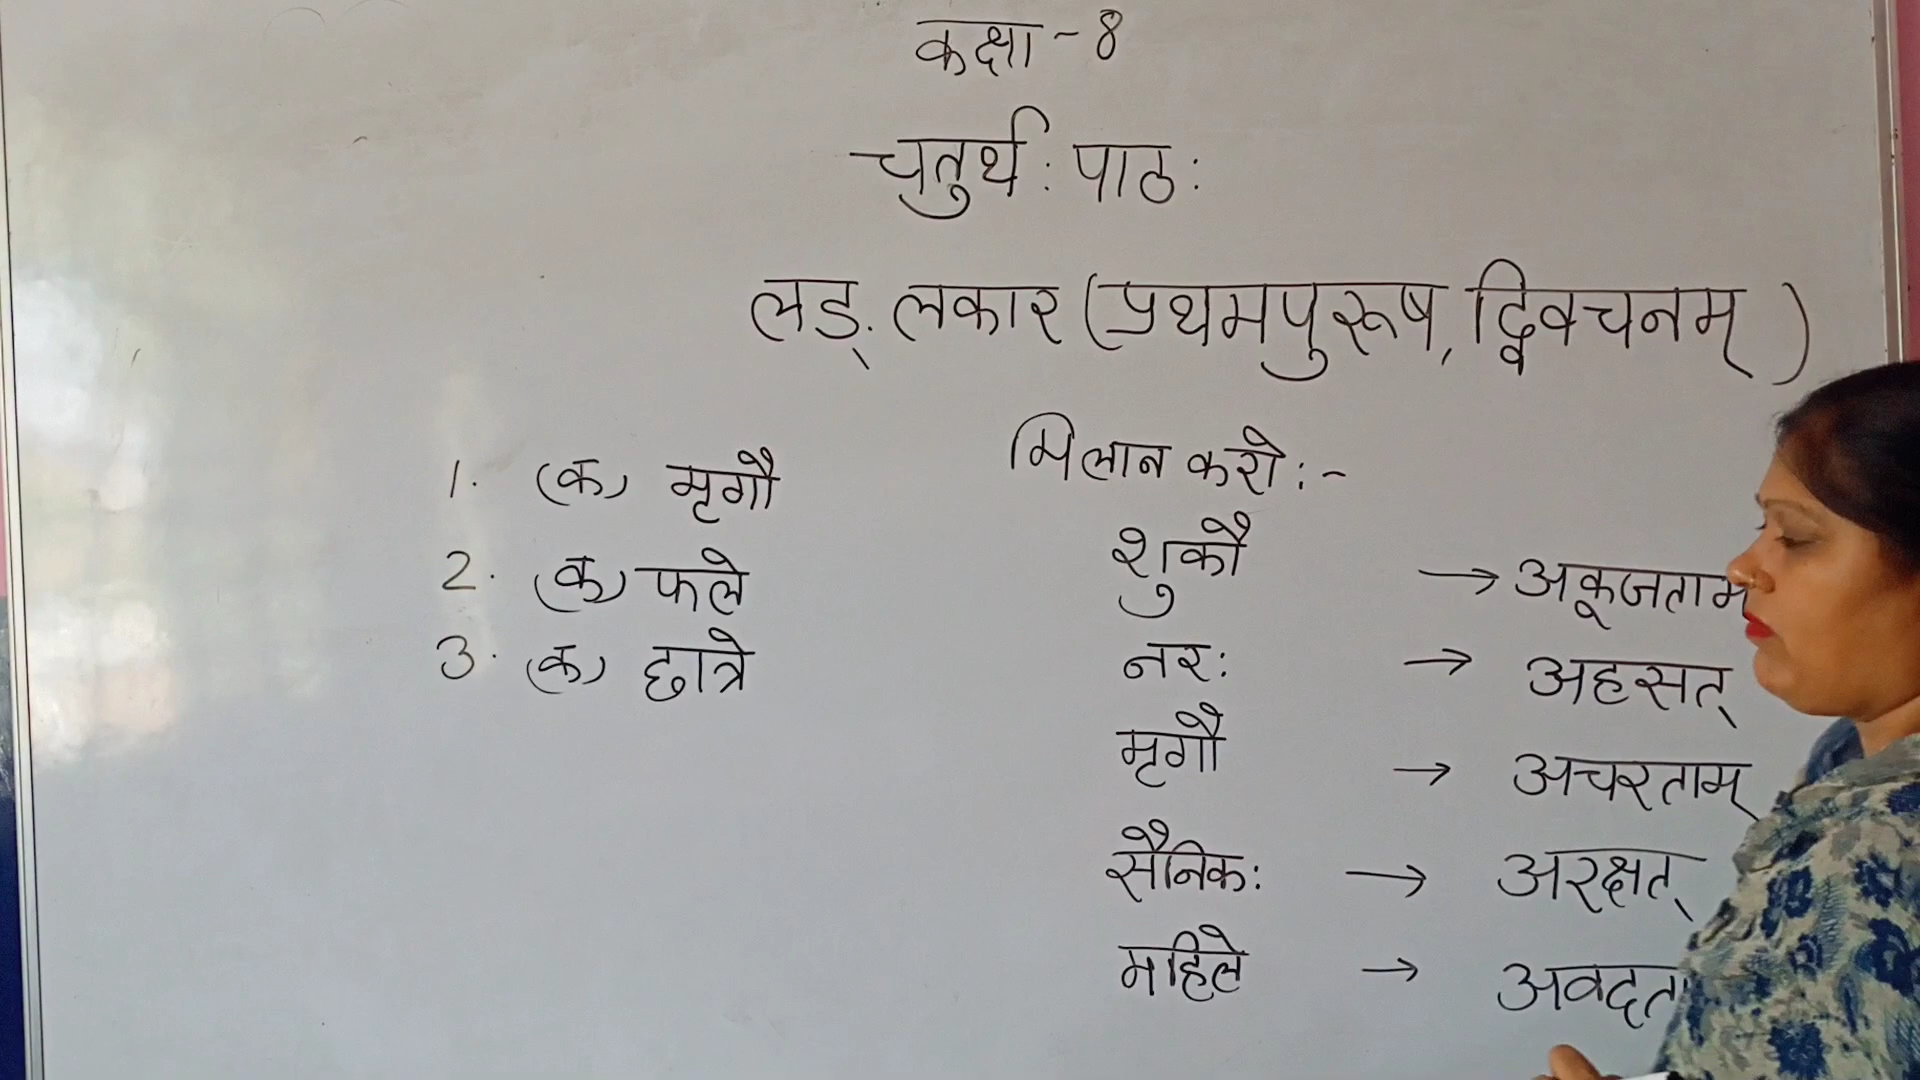 कक्षा - 8
चतुर्थ: पाठ:
लड्. लकार (प्रथमपुरूष, द्विवचनम्)
1. (क) मृगौ
2. (क) फले
3. (क) छात्रे
मिलान करो :-
शुकौ → अकूजताम
नर: → अहसत्
मृगौ → अचरताम्
सैनिक: → अरक्षत्
महिले →